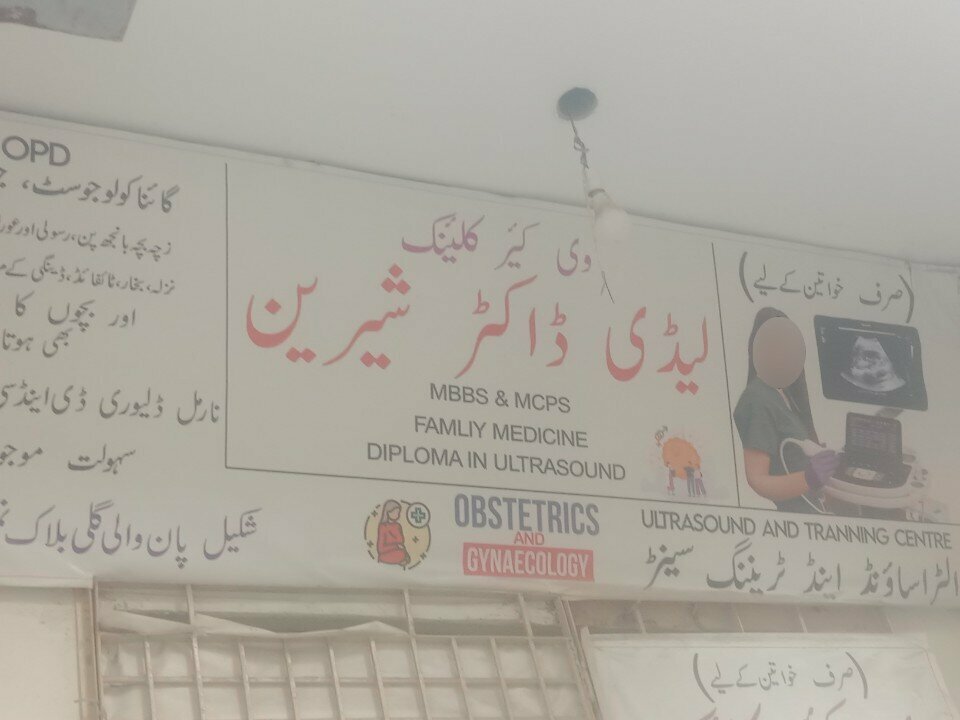 OPD
گائناکولوجسٹ،
زچہ بچہ بانجھ پن، رسولی اور
نزلہ، بخار، ٹائفائڈ، ڈینگی کے
اور بچوں کا
بھی ہوتا
نارمل ڈلیوری ڈی اینڈ سی
سہولت
شکیل پان والی گلی بلاک
وی کیئر کلینک
لیڈی ڈاکٹر شیرین
MBBS & MCPS
FAMLIY MEDICINE
DIPLOMA IN ULTRASOUND
OBSTETRICS
AND
GYNAECOLOGY
(صرف خواتین کے لیے)
ULTRASOUND AND TRANNING CENTRE
الٹراساؤنڈ اینڈ ٹریننگ سینٹر
(صرف خواتین کے لیے)